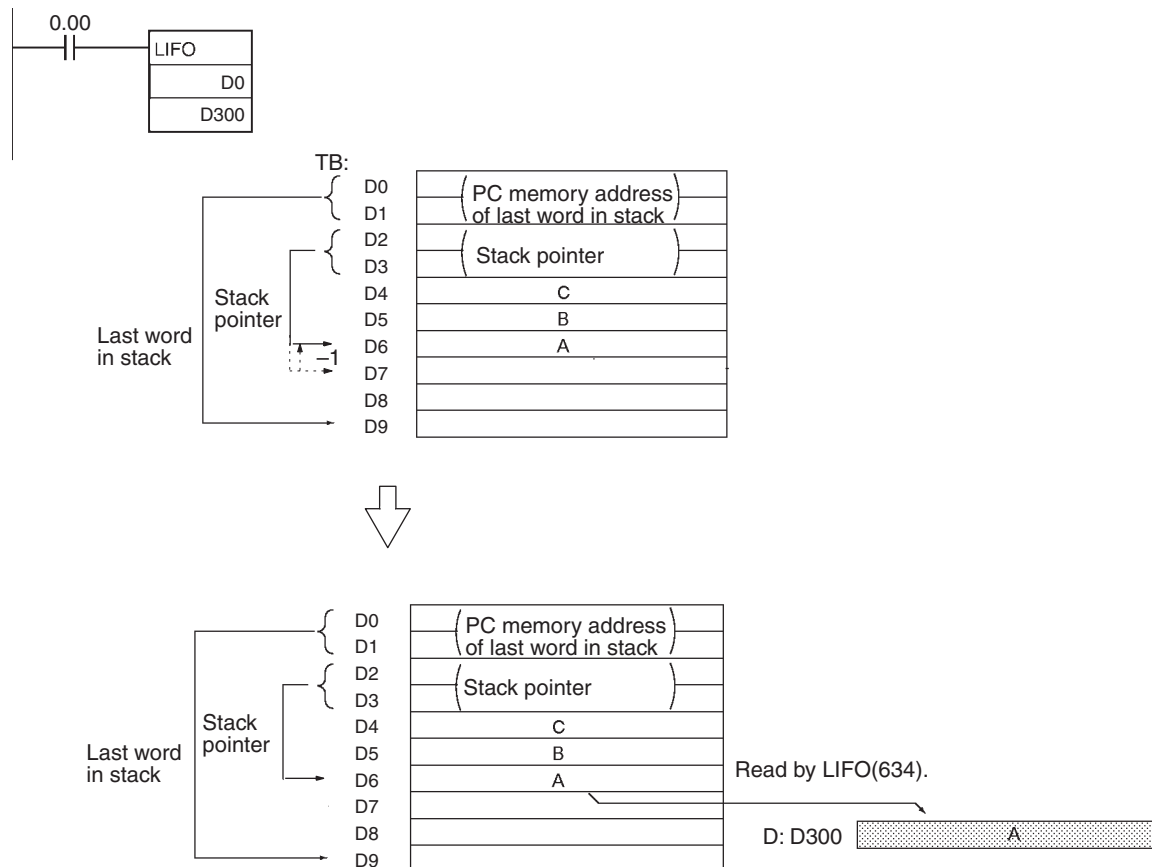 0.00
LIFO
D0
D300
TB:
D0
D1
D2
D3
D4
D5
D6
D7
D8
D9
(PC memory address
of last word in stack)
(Stack pointer)
C
B
A
Stack
pointer
Last word
in stack
–1
D0
D1
D2
D3
D4
D5
D6
D7
D8
D9
(PC memory address
of last word in stack)
(Stack pointer)
C
B
A
Stack
pointer
Last word
in stack
Read by LIFO(634).
D: D300
A